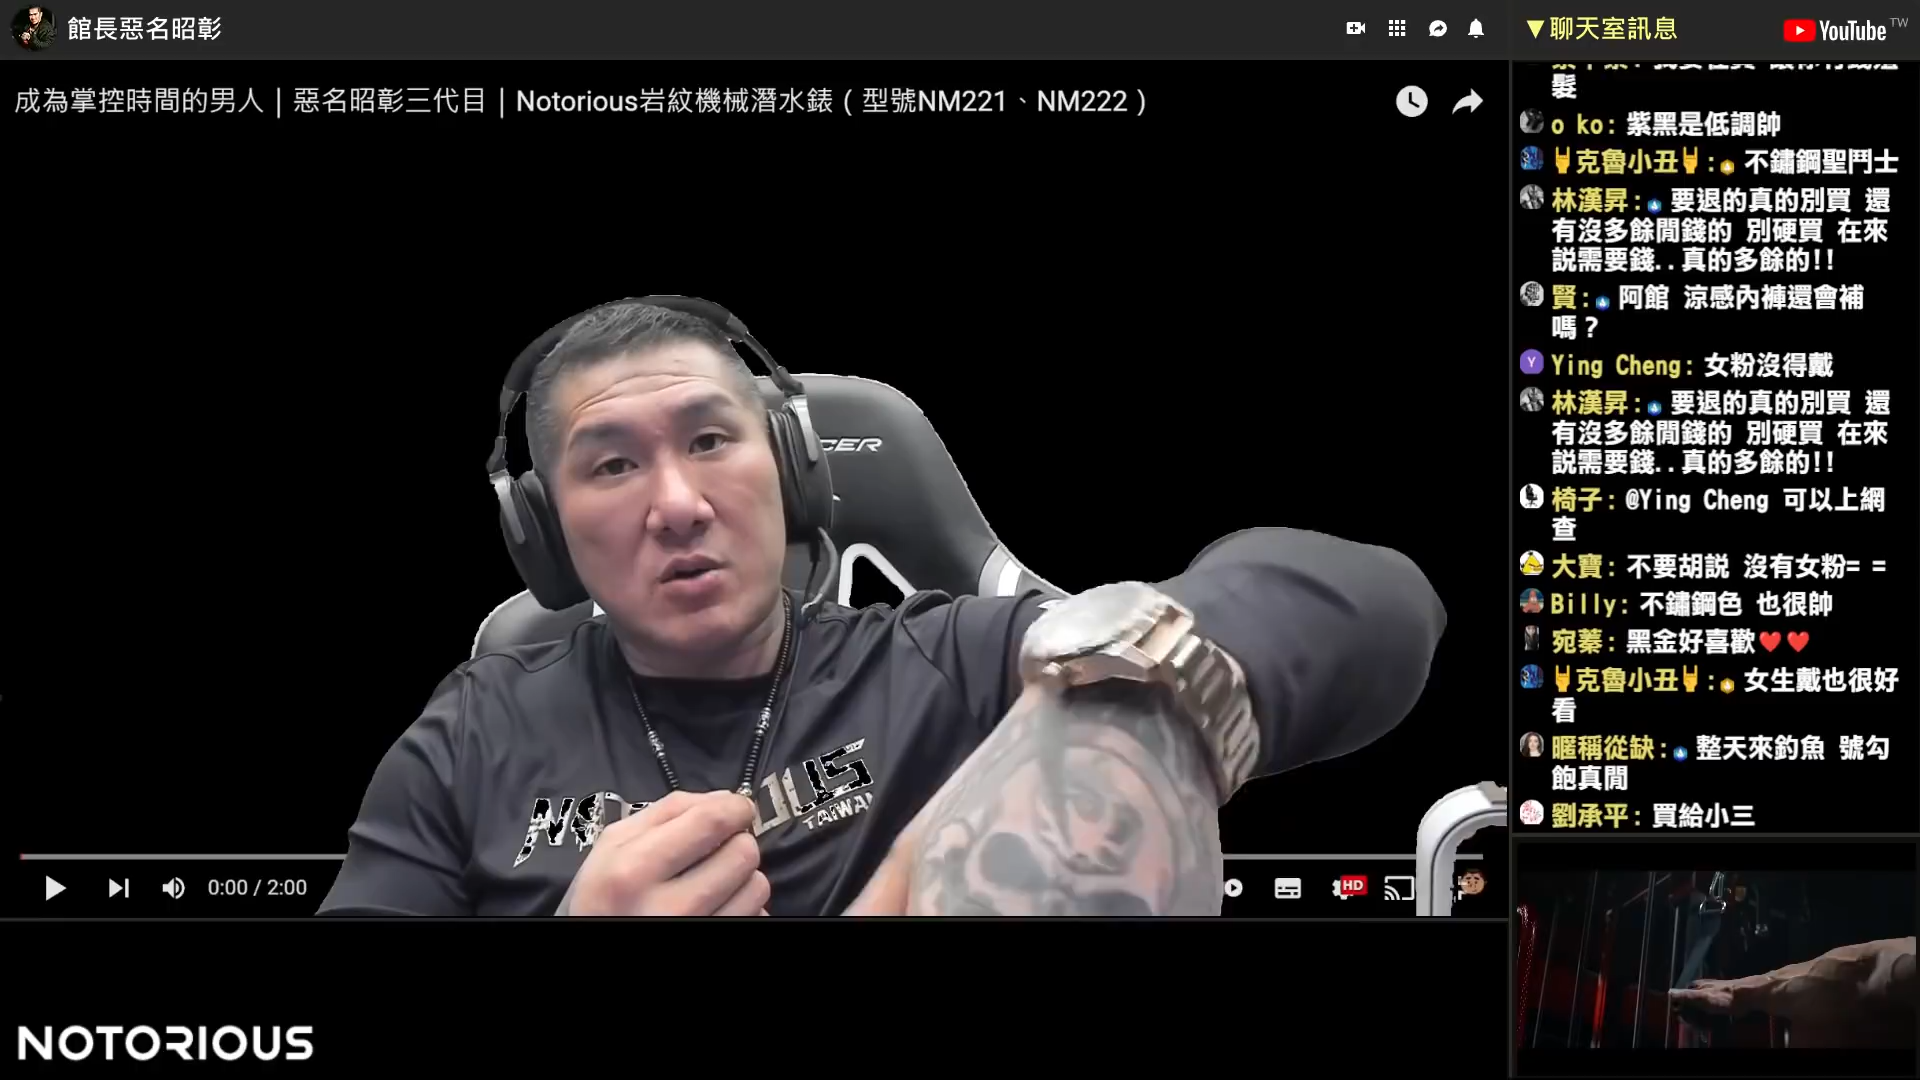 館長惡名昭彰
成為掌控時間的男人｜惡名昭彰三代目｜Notorious岩紋機械潛水錶（型號NM221、NM222）
CER
NOTORIOUS
TAIWAN
0:00 / 2:00
HD
NOTORIOUS
▼聊天室訊息
YouTube TW
髮
o ko: 紫黑是低調帥
🤘克魯小丑🤘: 不鏽鋼聖鬥士
林漢昇: 要退的真的別買 還
有沒多餘閒錢的 別硬買 在來
説需要錢..真的多餘的!!
賢: 阿館 涼感內褲還會補
嗎？
Y Ying Cheng: 女粉沒得戴
林漢昇: 要退的真的別買 還
有沒多餘閒錢的 別硬買 在來
説需要錢..真的多餘的!!
椅子: @Ying Cheng 可以上網
查
大寶: 不要胡説 沒有女粉= =
Billy: 不鏽鋼色 也很帥
宛蓁: 黑金好喜歡❤️❤️
🤘克魯小丑🤘: 女生戴也很好
看
暱稱從缺: 整天來釣魚 號勾
飽真閒
劉承平: 買給小三